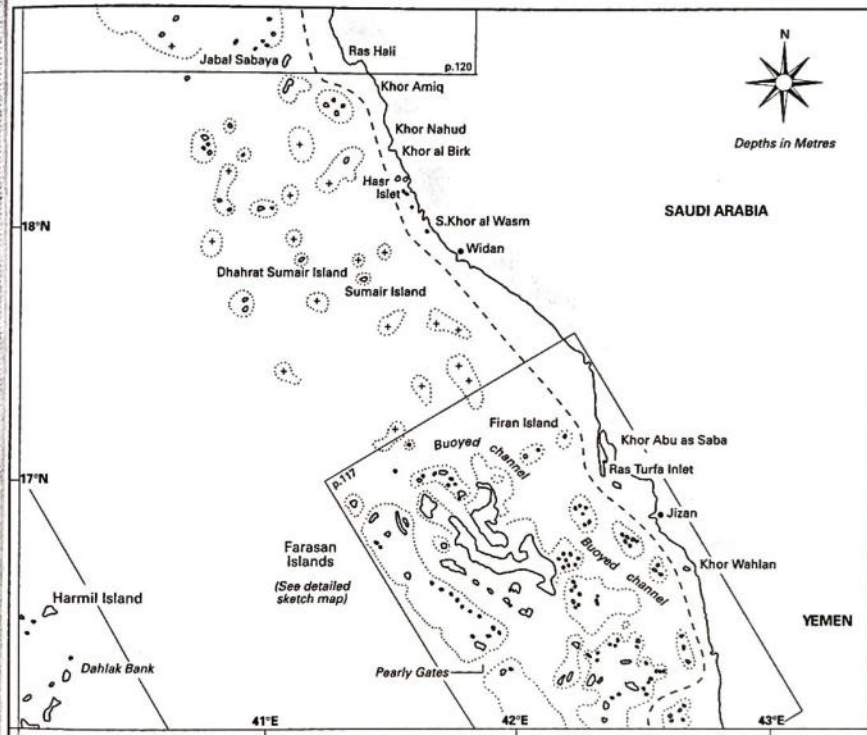 Ras Hali
Jabal Sabaya
p.120
Khor Amiq
N
Depths in Metres
Khor Nahud
Khor al Birk
Hasr
Islet
SAUDI ARABIA
18°N
S.Khor al Wasm
Widan
Dhahrat Sumair Island
Sumair Island
Firan Island
Buoyed channel
Khor Abu as Saba
17°N
p.117
Ras Turfa Inlet
Jizan
Farasan
Islands
(See detailed
sketch map)
Buoyed channel
Khor Wahlan
Harmil Island
YEMEN
Dahlak Bank
Pearly Gates
41°E
42°E
43°E